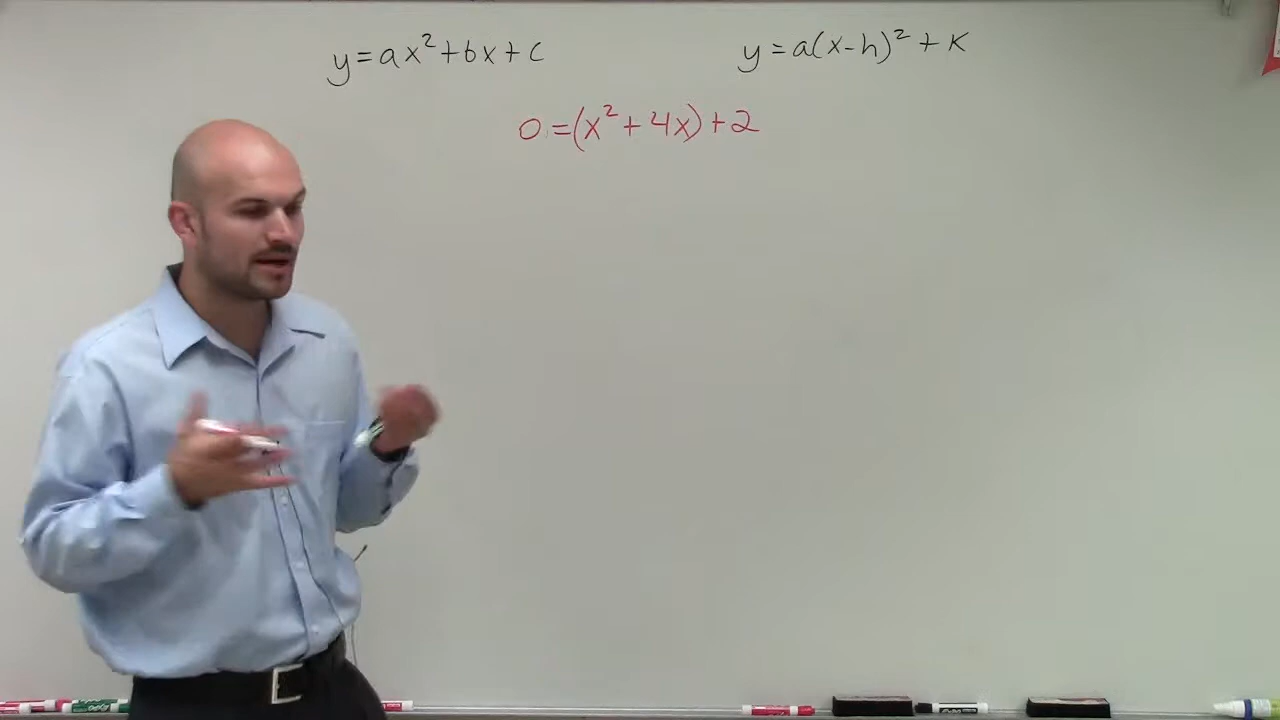 y=ax²+bx+c
y=a(x-h)²+k
0=(x²+4x)+2